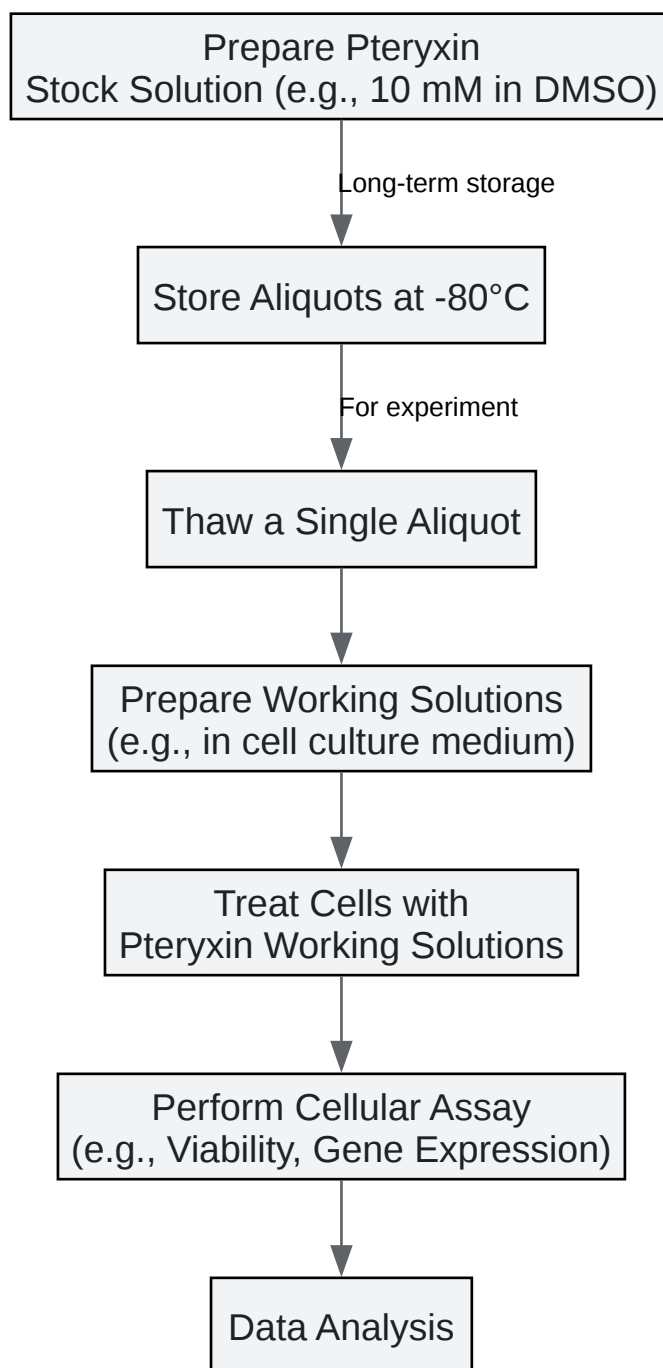 Prepare Pteryxin
Stock Solution (e.g., 10 mM in DMSO)
Long-term storage
Store Aliquots at -80°C
For experiment
Thaw a Single Aliquot
Prepare Working Solutions
(e.g., in cell culture medium)
Treat Cells with
Pteryxin Working Solutions
Perform Cellular Assay
(e.g., Viability, Gene Expression)
Data Analysis